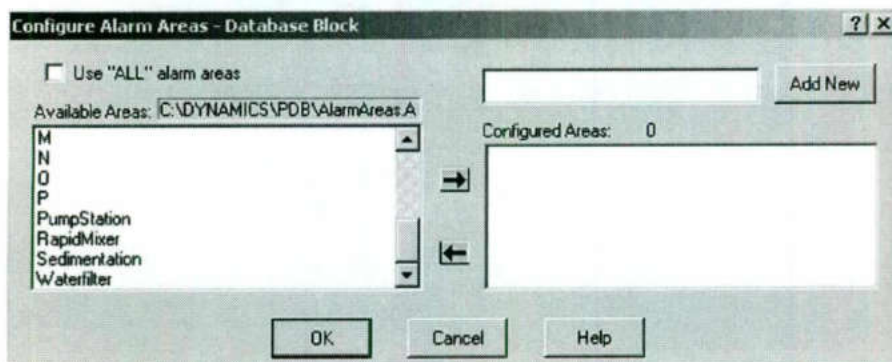 Configure Alarm Areas - Database Block
Use "ALL" alarm areas
Add New
Available Areas: C:\DYNAMICS\PDB\AlarmAreas.A
Configured Areas: 0
M
N
O
P
PumpStation
RapidMixer
Sedimentation
Waterfilter
OK
Cancel
Help